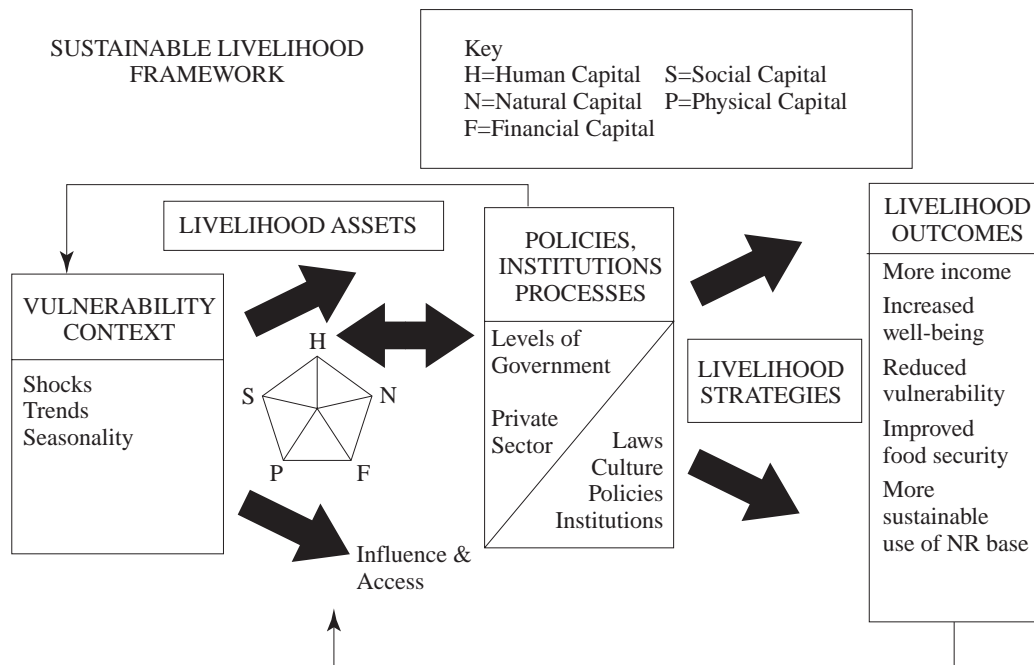 SUSTAINABLE LIVELIHOOD
FRAMEWORK
Key
H=Human Capital S=Social Capital
N=Natural Capital P=Physical Capital
F=Financial Capital
LIVELIHOOD ASSETS
VULNERABILITY
CONTEXT
Shocks
Trends
Seasonality
H
S
N
P
F
Influence &
Access
POLICIES,
INSTITUTIONS
PROCESSES
Levels of
Government
Private
Sector
Laws
Culture
Policies
Institutions
LIVELIHOOD
STRATEGIES
LIVELIHOOD
OUTCOMES
More income
Increased
well-being
Reduced
vulnerability
Improved
food security
More
sustainable
use of NR base